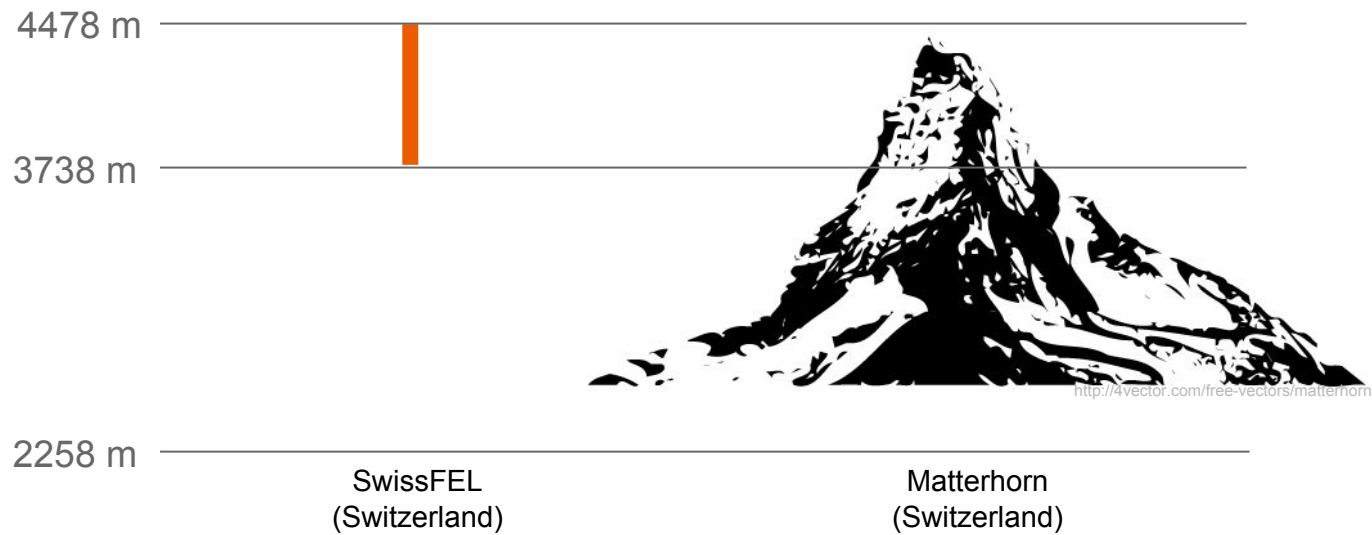 4478 m
3738 m
http://4vector.com/free-vectors/matterhorn
2258 m
SwissFEL
(Switzerland)
Matterhorn
(Switzerland)